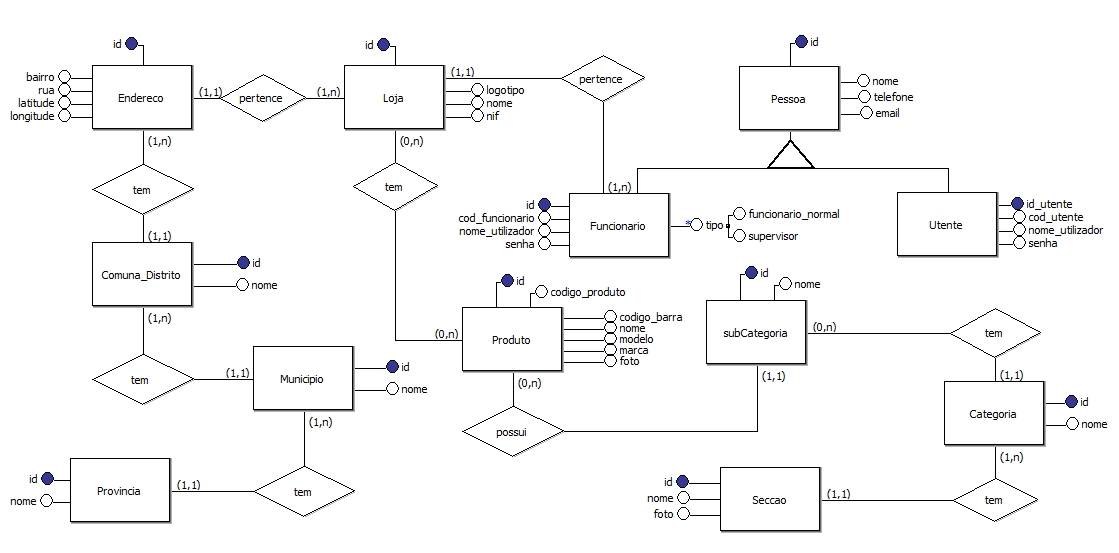 id
bairro
rua
latitude
longitude
Endereco
(1,1)
pertence
(1,n)
id
Loja
logotipo
nome
nif
(1,1)
pertence
(1,n)
id
Pessoa
nome
telefone
email
(1,n)
tem
(1,1)
(0,n)
tem
(0,n)
id
cod_funcionario
nome_utilizador
senha
Funcionario
* tipo
funcionario_normal
supervisor
Utente
id_utente
cod_utente
nome_utilizador
senha
Comuna_Distrito
id
nome
(1,n)
tem
(1,1)
id
codigo_produto
Produto
codigo_barra
nome
modelo
marca
foto
(0,n)
possui
(1,1)
id
nome
subCategoria
(0,n)
tem
(1,1)
Municipio
id
nome
(1,n)
tem
(1,1)
Categoria
id
nome
(1,n)
tem
(1,1)
id
nome
Provincia
id
nome
foto
Seccao